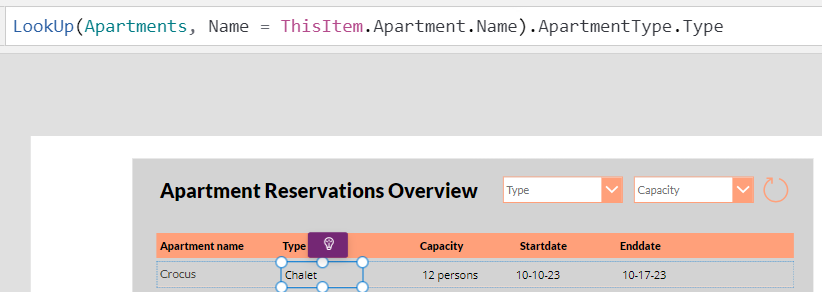 LookUp(Apartments, Name = ThisItem.Apartment.Name).ApartmentType.Type
Apartment Reservations Overview Type Capacity
Apartment name Type Capacity Startdate Enddate
Crocus Chalet 12 persons 10-10-23 10-17-23